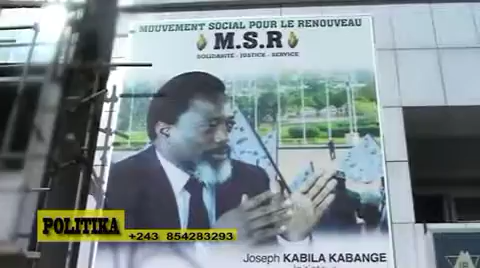 MOUVEMENT SOCIAL POUR LE RENOUVEAU
M.S.R
SOLIDARITÉ - JUSTICE - SERVICE
POLITIKA
+243 854283293
Joseph KABILA KABANGE